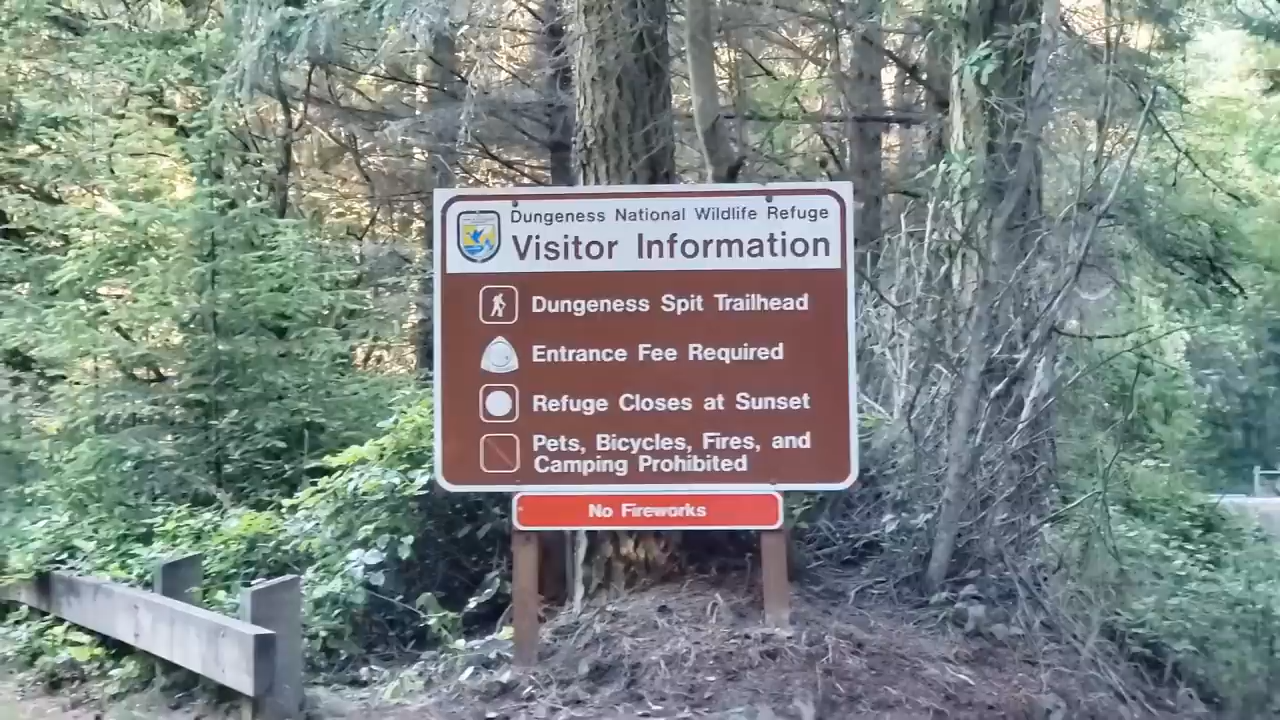 Dungeness National Wildlife Refuge
Visitor Information
Dungeness Spit Trailhead
Entrance Fee Required
Refuge Closes at Sunset
Pets, Bicycles, Fires, and
Camping Prohibited
No Fireworks